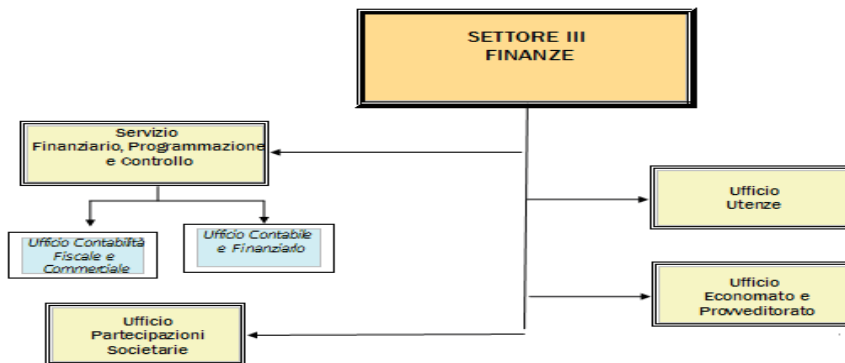 SETTORE III
FINANZE
Servizio
Finanziario, Programmazione
e Controllo
Ufficio
Utenze
Ufficio Contabilità
Fiscale e
Commerciale
Ufficio Contabile
e Finanziario
Ufficio
Economato e
Provveditorato
Ufficio
Partecipazioni
Societarie